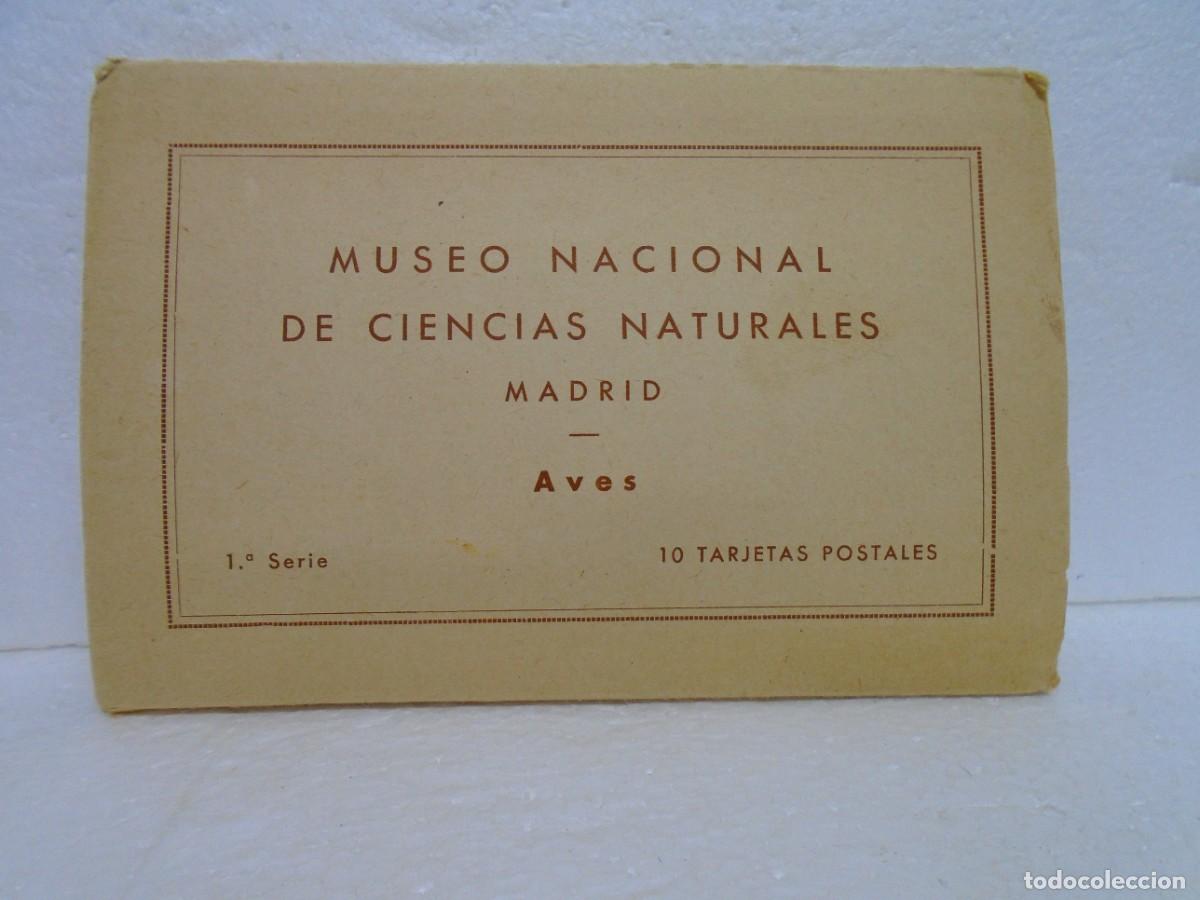 MUSEO NACIONAL
DE CIENCIAS NATURALES
MADRID
—
Aves
1.ª Serie
10 TARJETAS POSTALES
todocoleccion